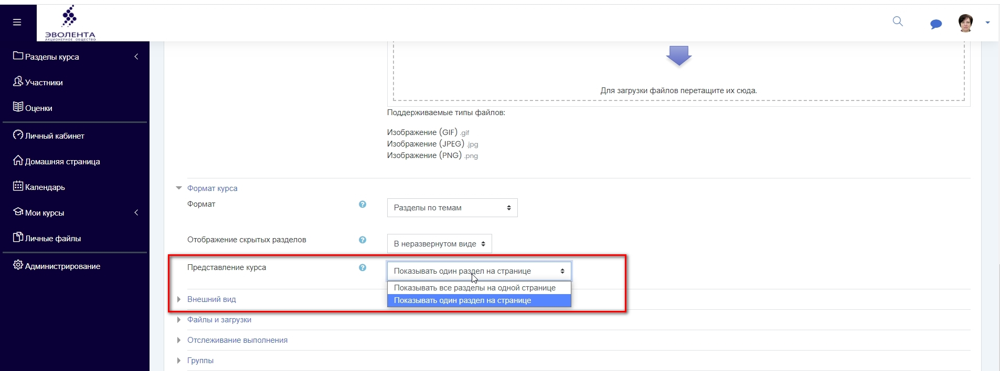 ЭВОЛЕНТА
АКЦИОНЕРНОЕ ОБЩЕСТВО
Разделы курса
Участники
Оценки
Личный кабинет
Домашняя страница
Календарь
Мои курсы
Личные файлы
Администрирование
Для загрузки файлов перетащите их сюда.
Поддерживаемые типы файлов:
Изображение (GIF) .gif
Изображение (JPEG) .jpg
Изображение (PNG) .png
Формат курса
Формат ? Разделы по темам
Отображение скрытых разделов ? В неразвернутом виде
Представление курса ? Показывать один раздел на странице
Показывать все разделы на одной странице
Показывать один раздел на странице
Внешний вид
Файлы и загрузки
Отслеживание выполнения
Группы